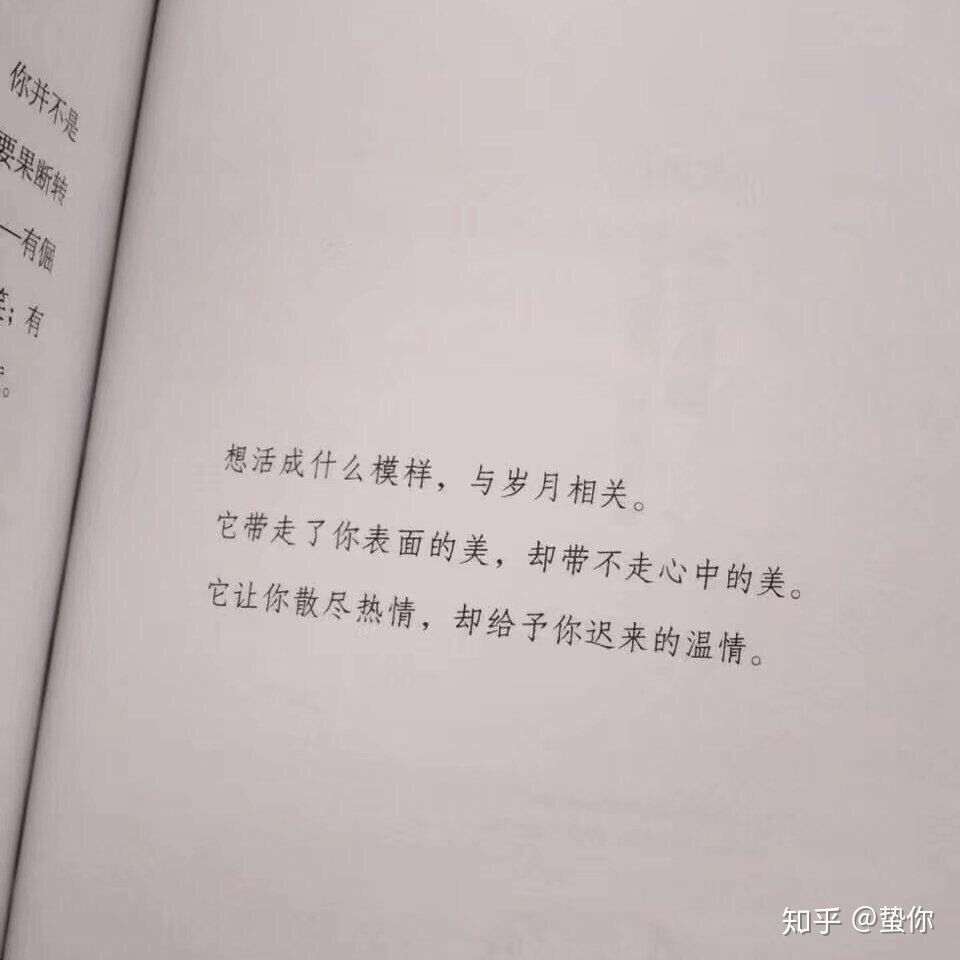 你并不是
要果断转
一有倔
;有
。
想活成什么模样，与岁月相关。
它带走了你表面的美，却带不走心中的美。
它让你散尽热情，却给予你迟来的温情。
知乎 @蛰你